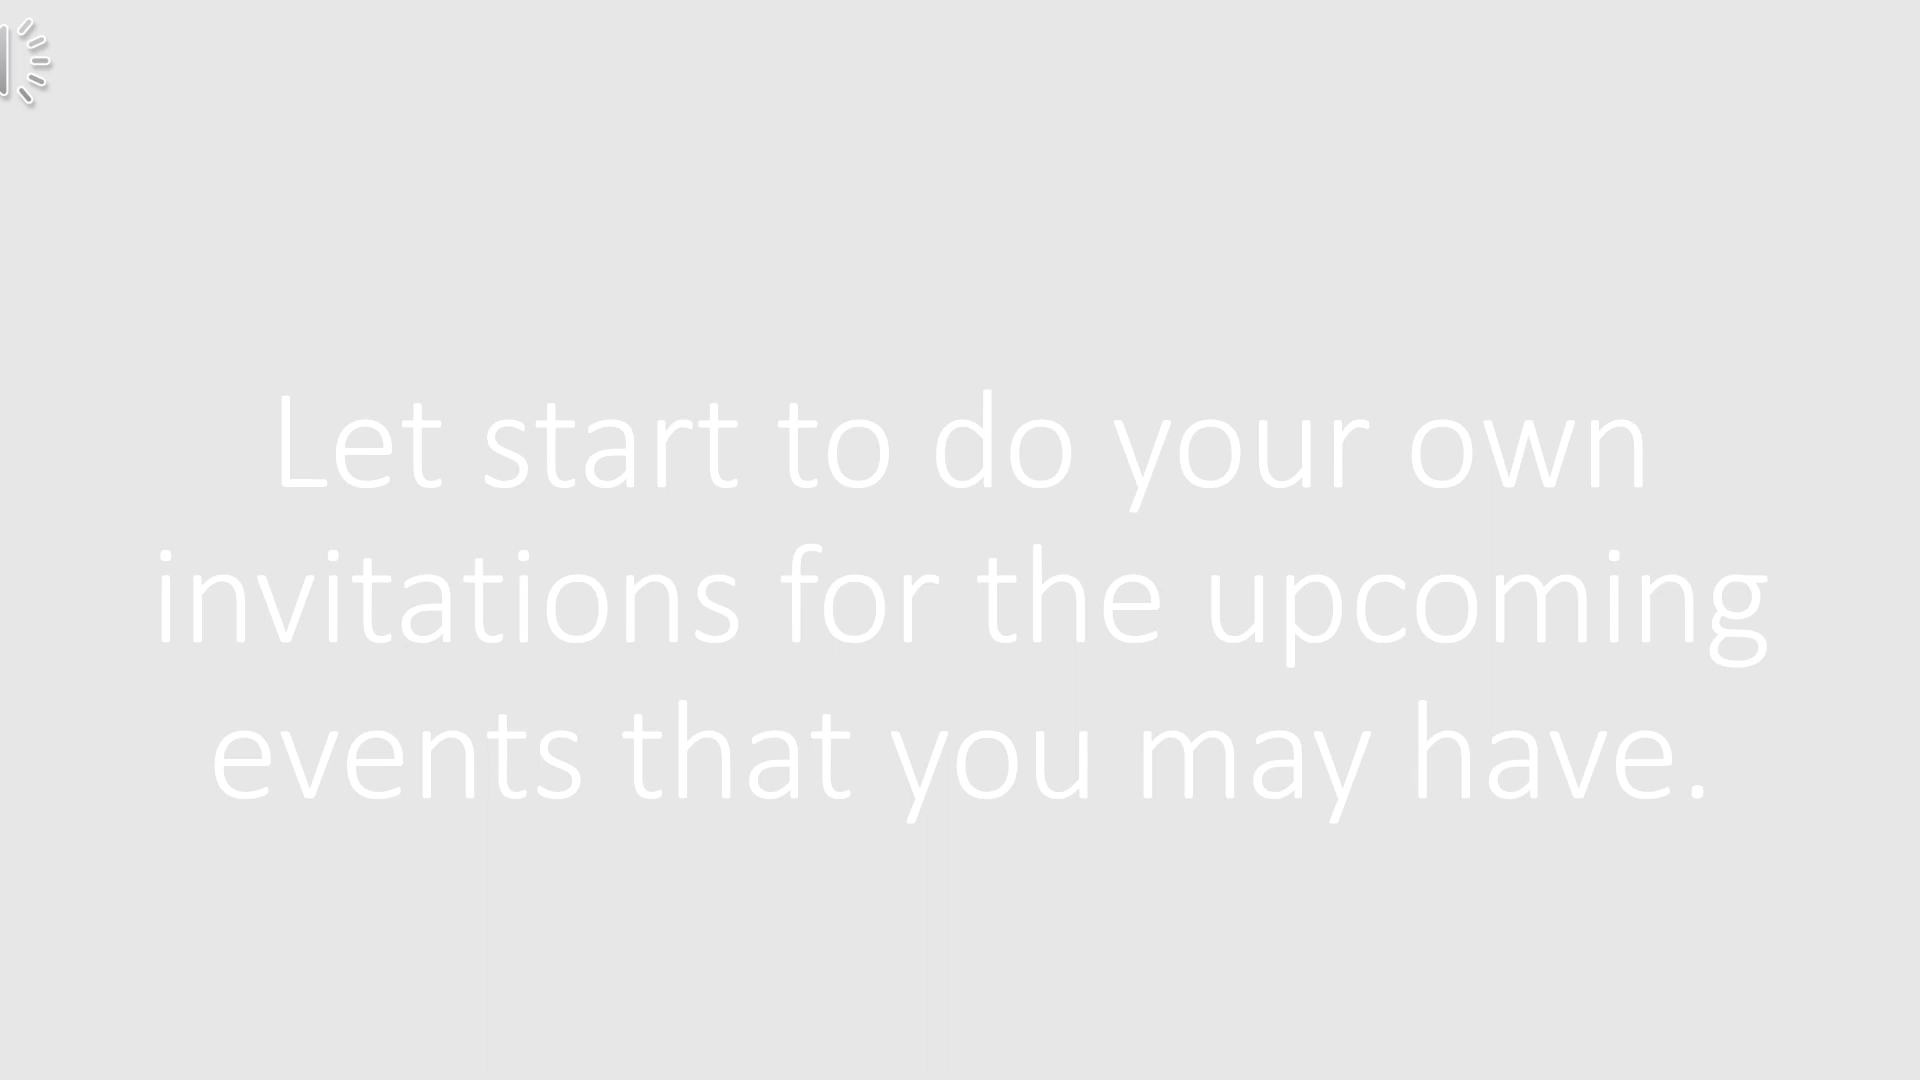 Let start to do your own
invitations for the upcoming
events that you may have.